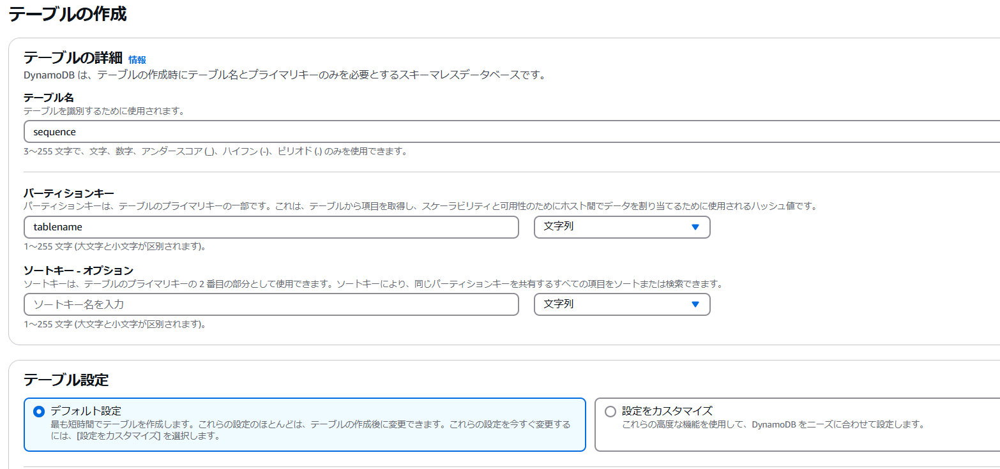 テーブルの作成
テーブルの詳細 情報
DynamoDB は、テーブルの作成時にテーブル名とプライマリキーのみを必要とするスキーマレスデータベースです。
テーブル名
テーブルを識別するために使用されます。
sequence
3～255 文字で、文字、数字、アンダースコア (_)、ハイフン (-)、ピリオド (.) のみを使用できます。
パーティションキー
パーティションキーは、テーブルのプライマリキーの一部です。これは、テーブルから項目を取得し、スケーラビリティと可用性のためにホスト間でデータを割り当てるために使用されるハッシュ値です。
tablename 文字列
1～255 文字 (大文字と小文字が区別されます)。
ソートキー - オプション
ソートキーは、テーブルのプライマリキーの 2 番目の部分として使用できます。ソートキーにより、同じパーティションキーを共有するすべての項目をソートまたは検索できます。
ソートキー名を入力 文字列
1～255 文字 (大文字と小文字が区別されます)。
テーブル設定
デフォルト設定
最も短時間でテーブルを作成します。これらの設定のほとんどは、テーブルの作成後に変更できます。これらの設定を今すぐ変更する
には、[設定をカスタマイズ] を選択します。
設定をカスタマイズ
これらの高度な機能を使用して、DynamoDB をニーズに合わせて設定します。